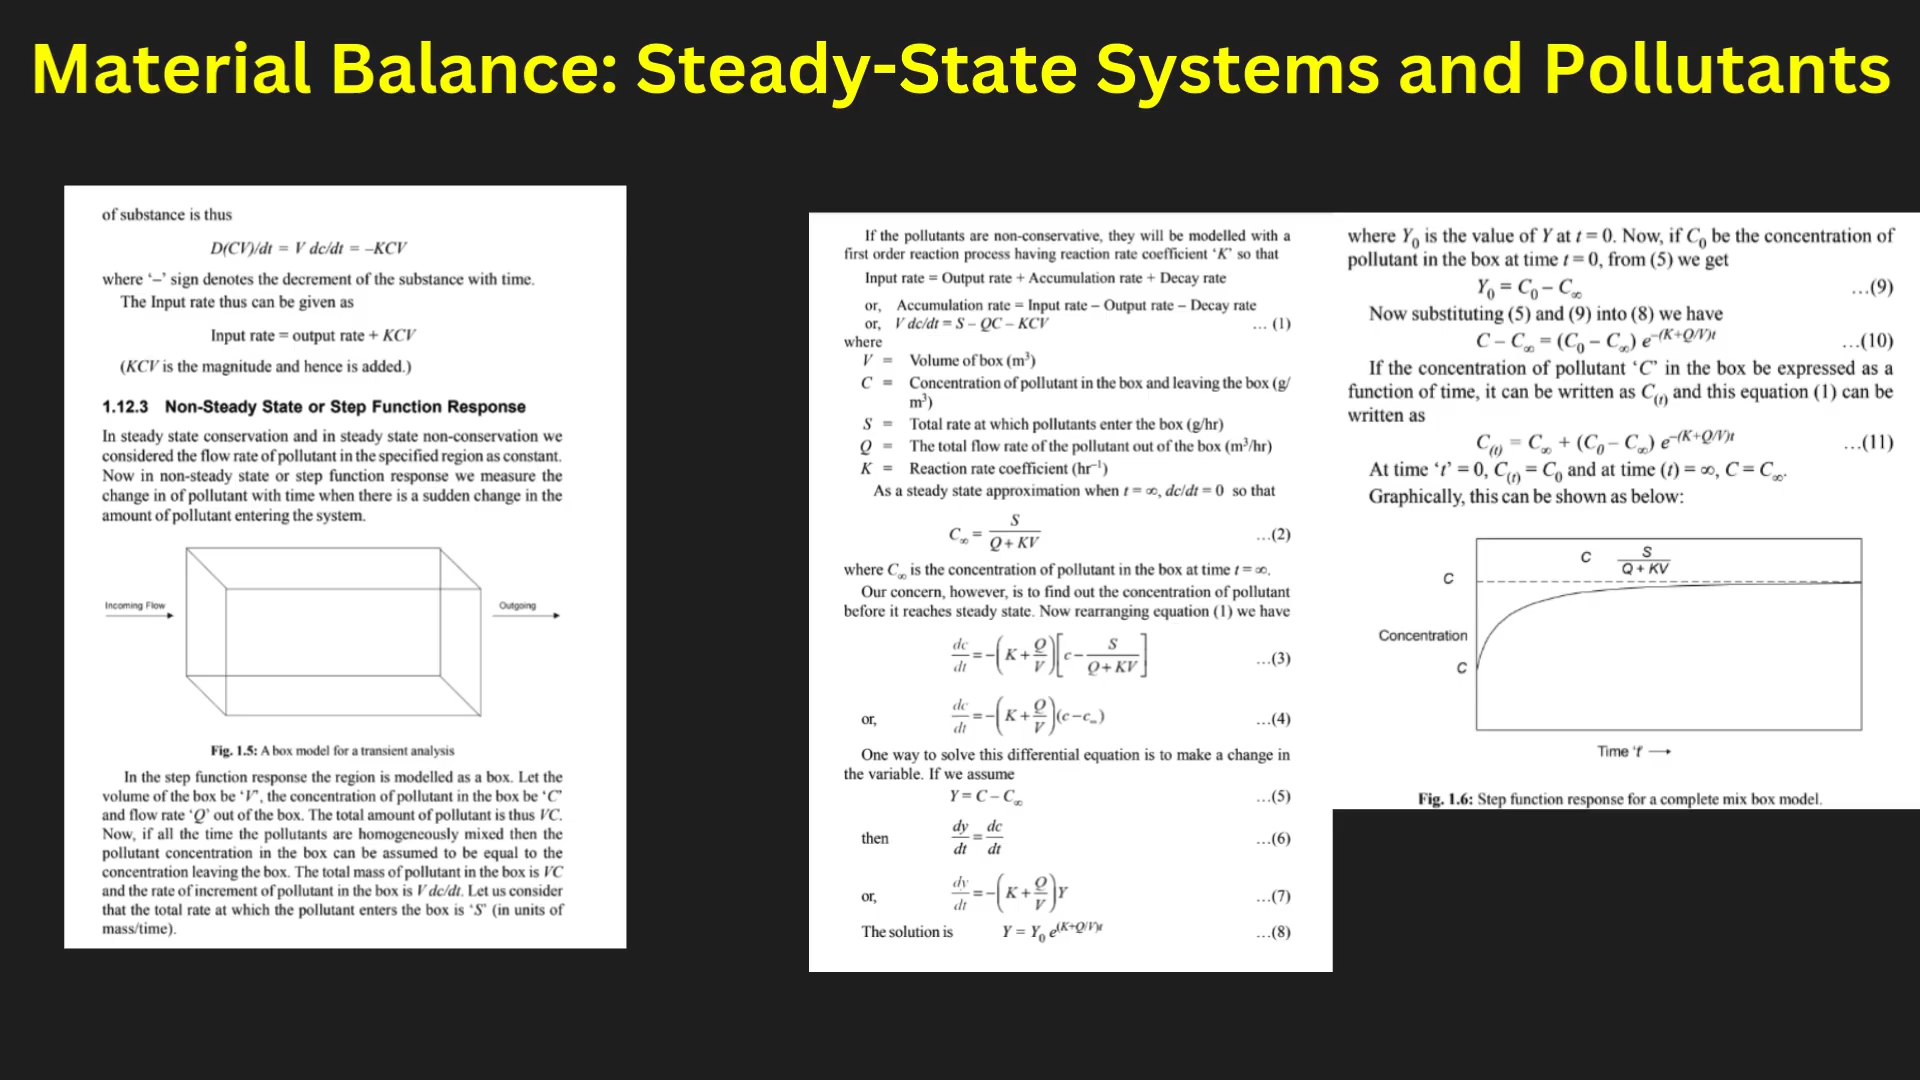 Material Balance: Steady-State Systems and Pollutants
of substance is thus
D(CV)/dt = V dc/dt = –KCV
where ‘–’ sign denotes the decrement of the substance with time.
The Input rate thus can be given as
Input rate = output rate + KCV
(KCV is the magnitude and hence is added.)
1.12.3 Non-Steady State or Step Function Response
In steady state conservation and in steady state non-conservation we
considered the flow rate of pollutant in the specified region as constant.
Now in non-steady state or step function response we measure the
change in of pollutant with time when there is a sudden change in the
amount of pollutant entering the system.
Incoming Flow
Outgoing
Fig. 1.5: A box model for a transient analysis
In the step function response the region is modelled as a box. Let the
volume of the box be ‘V’, the concentration of pollutant in the box be ‘C’
and flow rate ‘Q’ out of the box. The total amount of pollutant is thus VC.
Now, if all the time the pollutants are homogeneously mixed then the
pollutant concentration in the box can be assumed to be equal to the
concentration leaving the box. The total mass of pollutant in the box is VC
and the rate of increment of pollutant in the box is V dc/dt. Let us consider
that the total rate at which the pollutant enters the box is ‘S’ (in units of
mass/time).
If the pollutants are non-conservative, they will be modelled with a
first order reaction process having reaction rate coefficient ‘K’ so that
Input rate = Output rate + Accumulation rate + Decay rate
or, Accumulation rate = Input rate – Output rate – Decay rate
or, V dc/dt = S – QC – KCV ... (1)
where
V = Volume of box (m³)
C = Concentration of pollutant in the box and leaving the box (g/
m³)
S = Total rate at which pollutants enter the box (g/hr)
Q = The total flow rate of the pollutant out of the box (m³/hr)
K = Reaction rate coefficient (hr⁻¹)
As a steady state approximation when t = ∞, dc/dt = 0 so that
C∞ = S / (Q + KV) ...(2)
where C∞ is the concentration of pollutant in the box at time t = ∞.
Our concern, however, is to find out the concentration of pollutant
before it reaches steady state. Now rearranging equation (1) we have
dc/dt = –(K + Q/V)[c – S/(Q + KV)] ...(3)
or, dc/dt = –(K + Q/V)(c – c∞) ...(4)
One way to solve this differential equation is to make a change in
the variable. If we assume
Y = C – C∞ ...(5)
then dy/dt = dc/dt ...(6)
or, dy/dt = –(K + Q/V)Y ...(7)
The solution is Y = Y₀ e^(K+Q/V)t ...(8)
where Y₀ is the value of Y at t = 0. Now, if C₀ be the concentration of
pollutant in the box at time t = 0, from (5) we get
Y₀ = C₀ – C∞ ...(9)
Now substituting (5) and (9) into (8) we have
C – C∞ = (C₀ – C∞) e^–(K+Q/V)t ...(10)
If the concentration of pollutant ‘C’ in the box be expressed as a
function of time, it can be written as C(t) and this equation (1) can be
written as
C(t) = C∞ + (C₀ – C∞) e^–(K+Q/V)t ...(11)
At time ‘t’ = 0, C(t) = C₀ and at time (t) = ∞, C = C∞.
Graphically, this can be shown as below:
C S / (Q + KV)
C
Concentration
C
Time ‘t’ →
Fig. 1.6: Step function response for a complete mix box model.